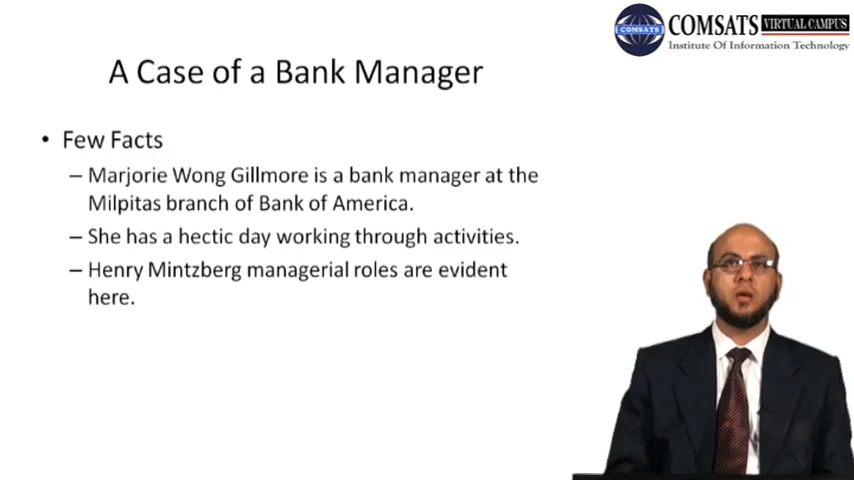 COMSATS VIRTUAL CAMPUS
COMSATS
Institute Of Information Technology
A Case of a Bank Manager
• Few Facts
– Marjorie Wong Gillmore is a bank manager at the
Milpitas branch of Bank of America.
– She has a hectic day working through activities.
– Henry Mintzberg managerial roles are evident
here.